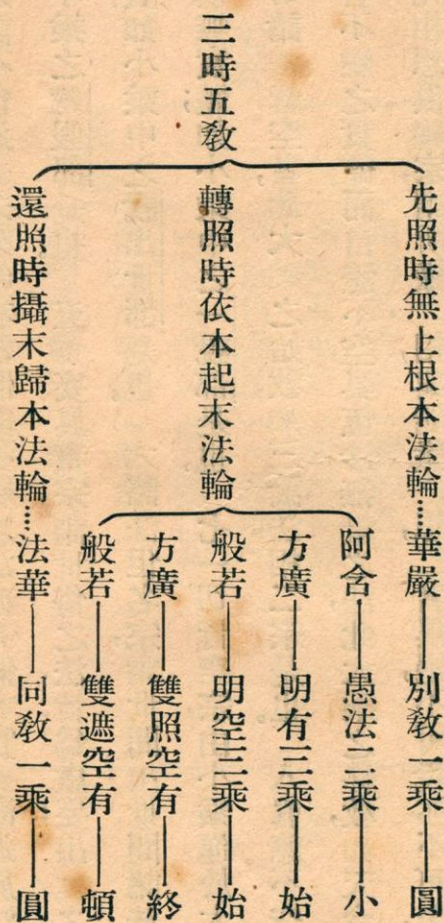 三時五教
先照時無上根本法輪……華嚴——別教一乘——圓
轉照時依本起末法輪
阿含——愚法二乘——小
方廣——明有三乘——始
般若——明空三乘——始
方廣——雙照空有——終
般若——雙遮空有——頓
還照時攝末歸本法輪……法華——同教一乘——圓